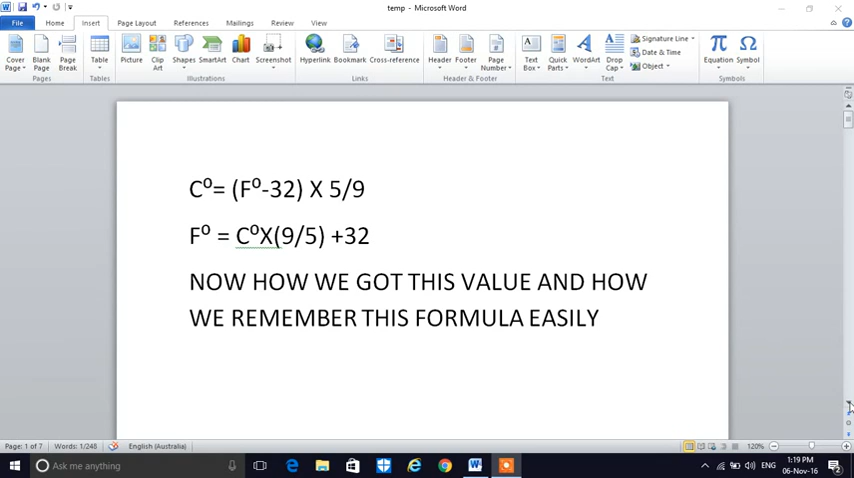 temp - Microsoft Word
File Home Insert Page Layout References Mailings Review View
Cover Page Blank Page Page Break Table Picture Clip Art Shapes SmartArt Chart Screenshot Hyperlink Bookmark Cross-reference Header Footer Page Number Text Box Quick Parts WordArt Drop Cap Signature Line Date & Time Object Equation Symbol
Pages Tables Illustrations Links Header & Footer Text Symbols
C⁰= (F⁰-32) X 5/9
F⁰ = C⁰X(9/5) +32
NOW HOW WE GOT THIS VALUE AND HOW
WE REMEMBER THIS FORMULA EASILY
Page: 1 of 7 Words: 1/248 English (Australia) 120%
Ask me anything ENG 1:19 PM
06-Nov-16